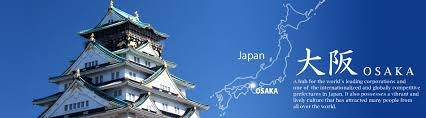 Japan
OSAKA
大阪 OSAKA
A hub for the world's leading corporations and
one of the internationalized and globally competitive
prefectures in Japan. It also possesses a vibrant and
lively culture that has attracted many people from
all over the world.